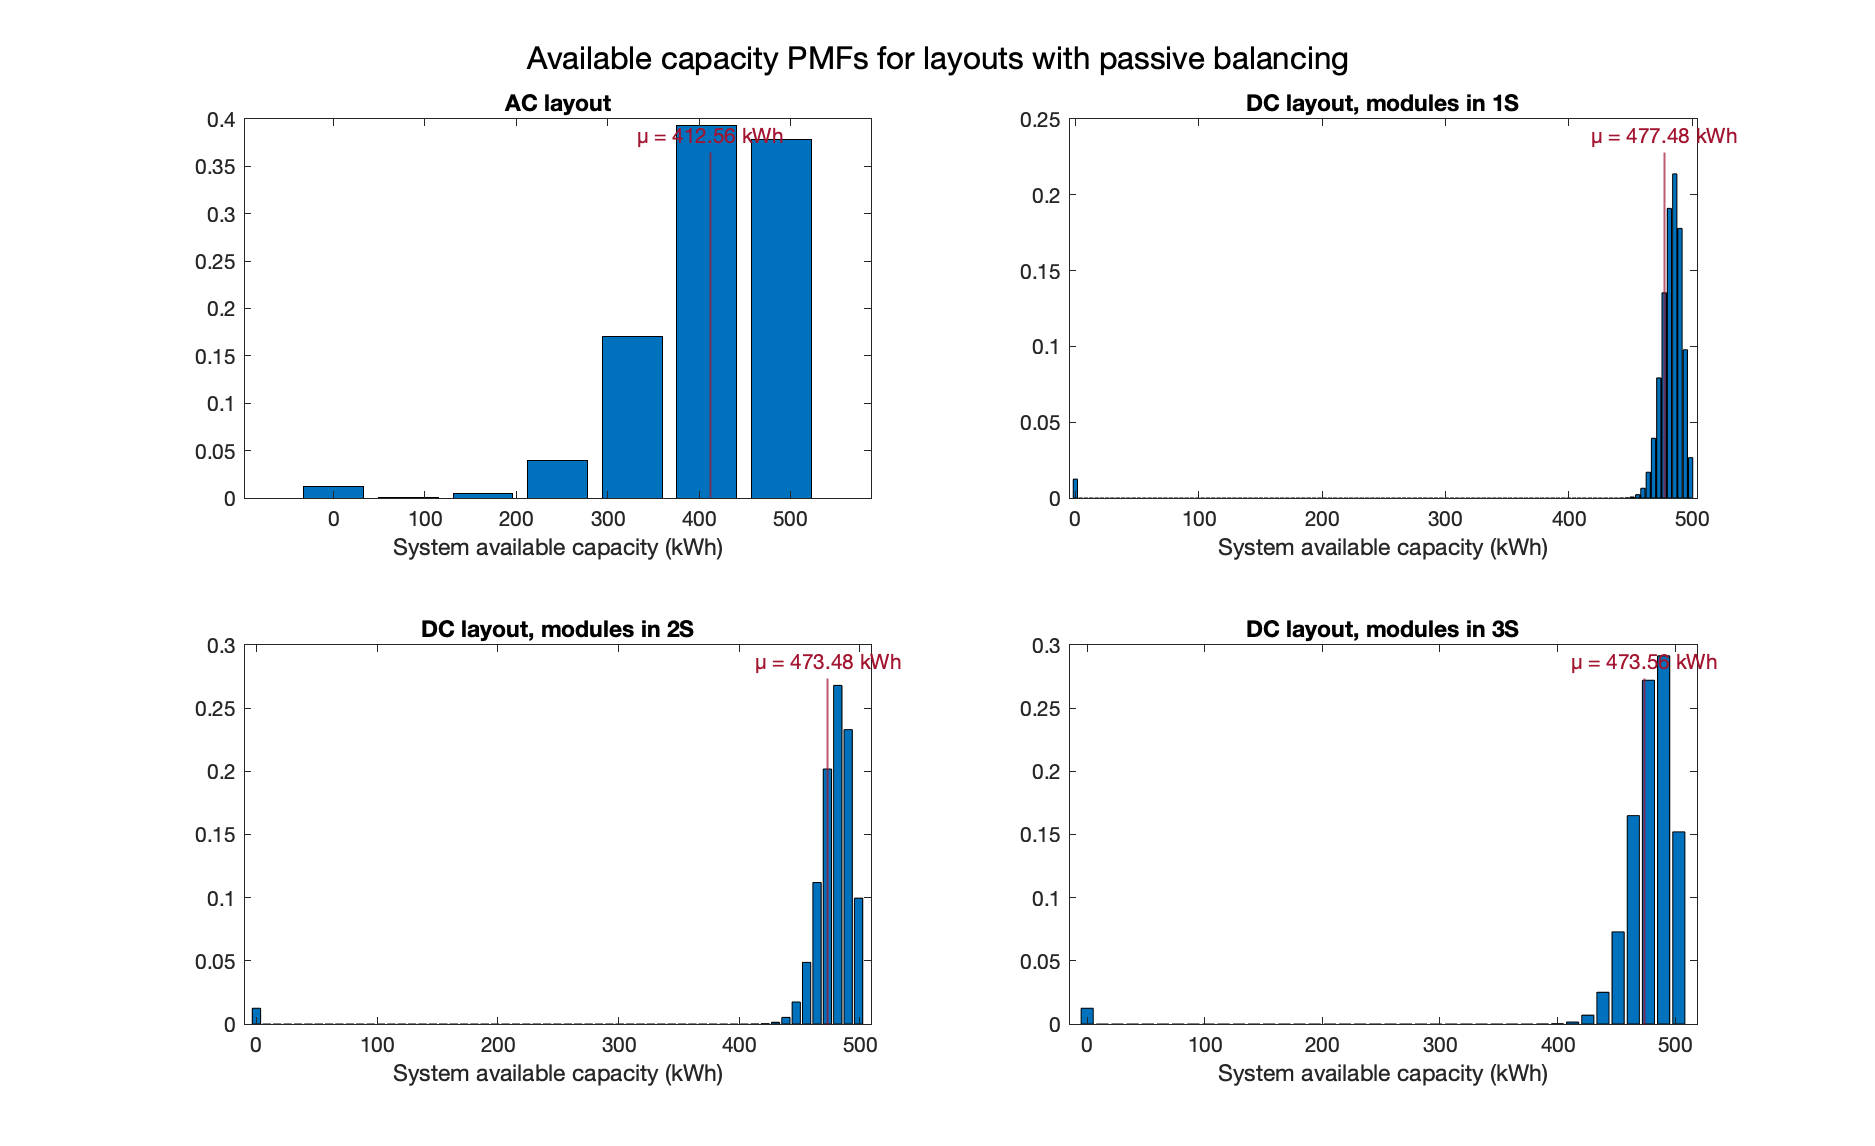 Available capacity PMFs for layouts with passive balancing
AC layout
0.4
0.35
0.3
0.25
0.2
0.15
0.1
0.05
0
μ = 412.56 kWh
0 100 200 300 400 500
System available capacity (kWh)
DC layout, modules in 1S
0.25
0.2
0.15
0.1
0.05
0
μ = 477.48 kWh
0 100 200 300 400 500
System available capacity (kWh)
DC layout, modules in 2S
0.3
0.25
0.2
0.15
0.1
0.05
0
μ = 473.48 kWh
0 100 200 300 400 500
System available capacity (kWh)
DC layout, modules in 3S
0.3
0.25
0.2
0.15
0.1
0.05
0
μ = 473.56 kWh
0 100 200 300 400 500
System available capacity (kWh)